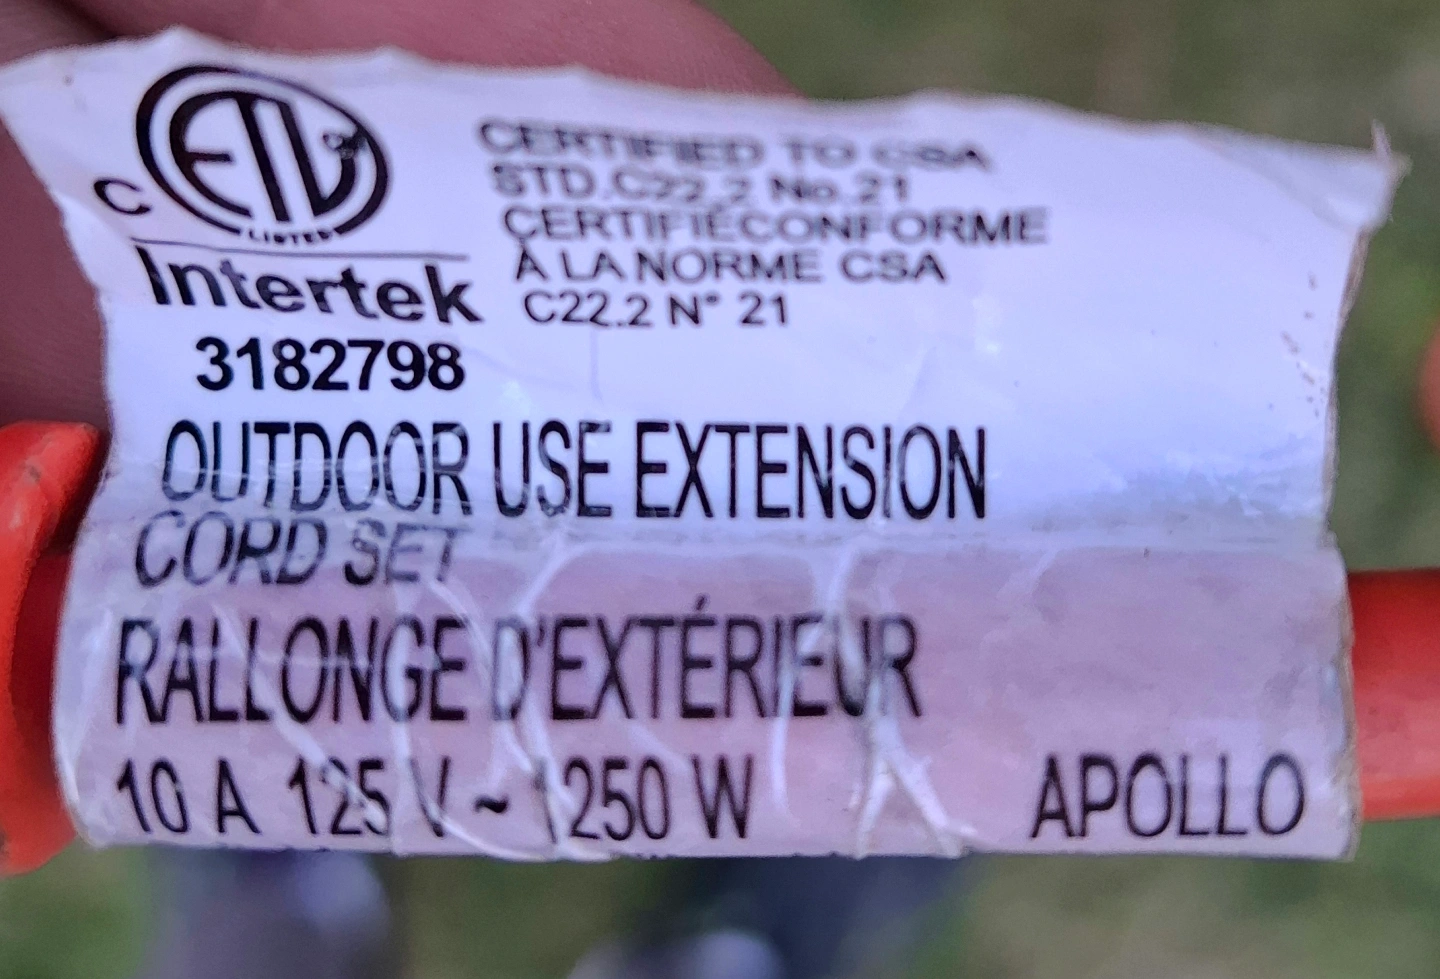 ETL CM
LISTED
C
Intertek
3182798
CERTIFIED TO CSA
STD.C22.2 No.21
CERTIFIÉCONFORME
À LA NORME CSA
C22.2 N° 21
OUTDOOR USE EXTENSION
CORD SET
RALLONGE D'EXTÉRIEUR
10 A 125 V ~ 1250 W APOLLO